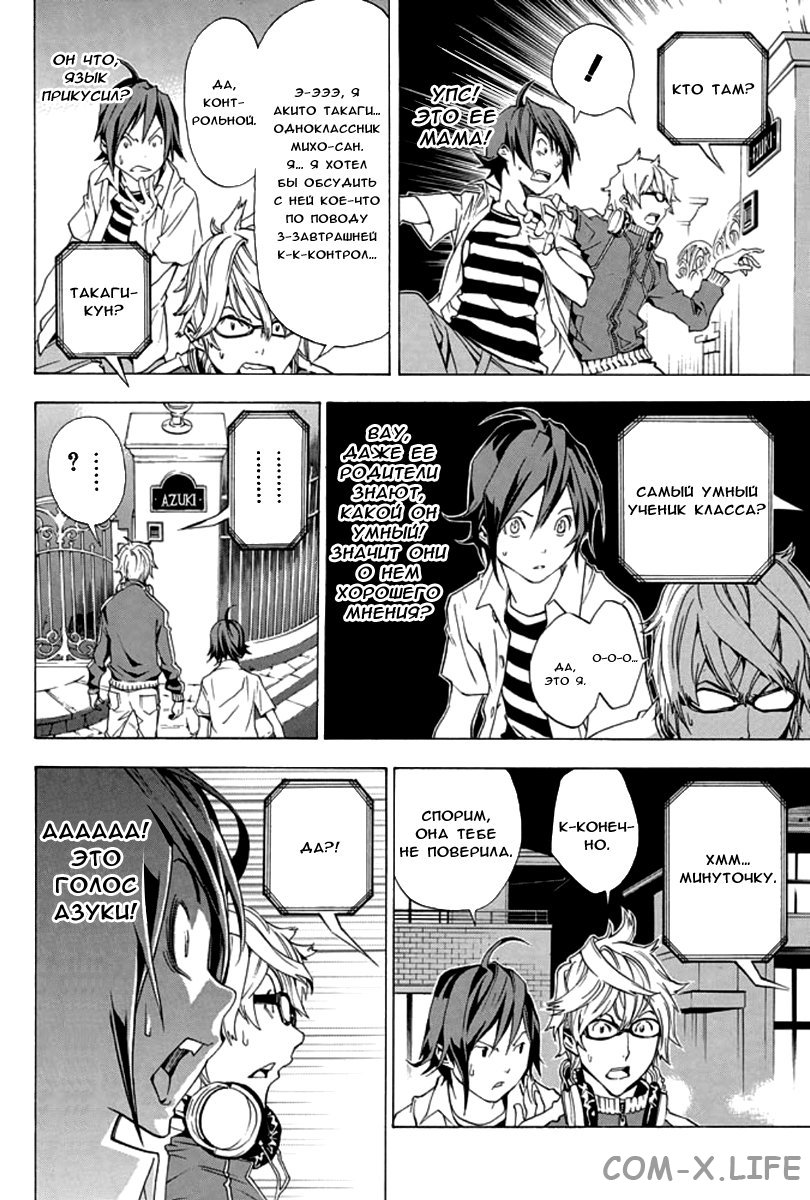 КТО ТАМ?
AZUKI
!
УПС!
ЭТО ЕЕ
МАМА!
Э-ЭЭЭ, Я
АКИТО ТАКАГИ...
ОДНОКЛАССНИК
МИХО-САН.
Я... Я ХОТЕЛ
БЫ ОБСУДИТЬ
С НЕЙ КОЕ-ЧТО
ПО ПОВОДУ
З-ЗАВТРАШНЕЙ
К-К-КОНТРОЛ...
ДА,
КОНТ-
РОЛЬНОЙ.
ОН ЧТО,
ЯЗЫК
ПРИКУСИЛ?
ТАКАГИ-
КУН?
САМЫЙ УМНЫЙ
УЧЕНИК КЛАССА?
О-О-О...
ДА,
ЭТО Я.
ВАУ,
ДАЖЕ ЕЕ
РОДИТЕЛИ
ЗНАЮТ,
КАКОЙ ОН
УМНЫЙ!
ЗНАЧИТ ОНИ
О НЕМ
ХОРОШЕГО
МНЕНИЯ?
......
......
......
?
AZUKI
ХММ...
МИНУТОЧКУ.
К-КОНЕЧ-
НО.
СПОРИМ,
ОНА ТЕБЕ
НЕ ПОВЕРИЛА.
ДА?!
АААААА!
ЭТО
ГОЛОС
АЗУКИ!
COM-X.LIFE